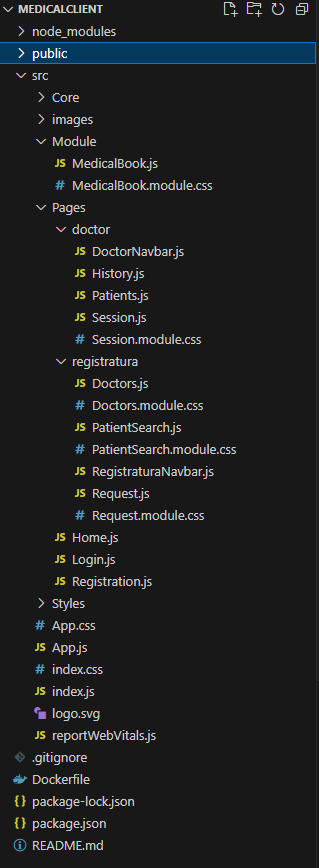 MEDICALCLIENT
node_modules
public
src
Core
images
Module
JS MedicalBook.js
# MedicalBook.module.css
Pages
doctor
JS DoctorNavbar.js
JS History.js
JS Patients.js
JS Session.js
# Session.module.css
registratura
JS Doctors.js
# Doctors.module.css
JS PatientSearch.js
# PatientSearch.module.css
JS RegistraturaNavbar.js
JS Request.js
# Request.module.css
JS Home.js
JS Login.js
JS Registration.js
Styles
# App.css
JS App.js
# index.css
JS index.js
logo.svg
JS reportWebVitals.js
.gitignore
Dockerfile
{} package-lock.json
{} package.json
README.md